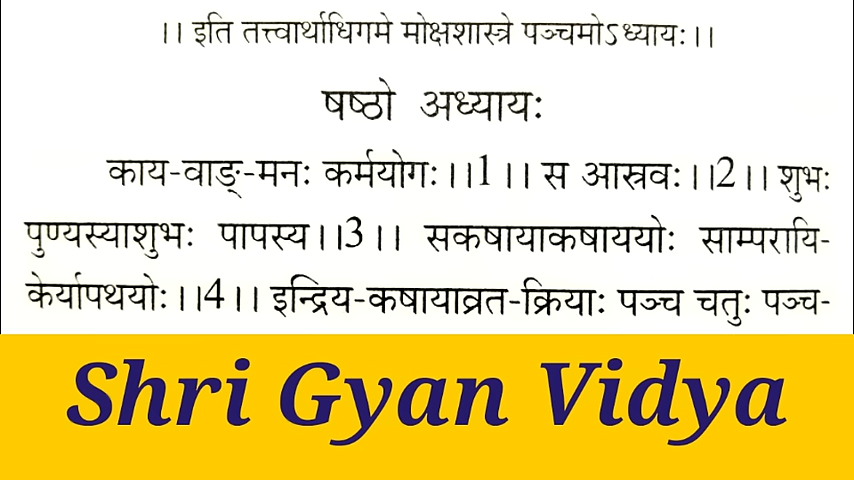 ।। इति तत्त्वार्थाधिगमे मोक्षशास्त्रे पञ्चमोऽध्यायः ।।
षष्ठो अध्यायः
काय-वाङ्-मनः कर्मयोगः ।।1 ।। स आस्रवः ।।2 ।। शुभः
पुण्यस्याशुभः पापस्य ।।3 ।। सकषायाकषाययोः साम्परायि-
केर्यापथयोः ।।4 ।। इन्द्रिय-कषायाव्रत-क्रियाः पञ्च चतुः पञ्च-
Shri Gyan Vidya